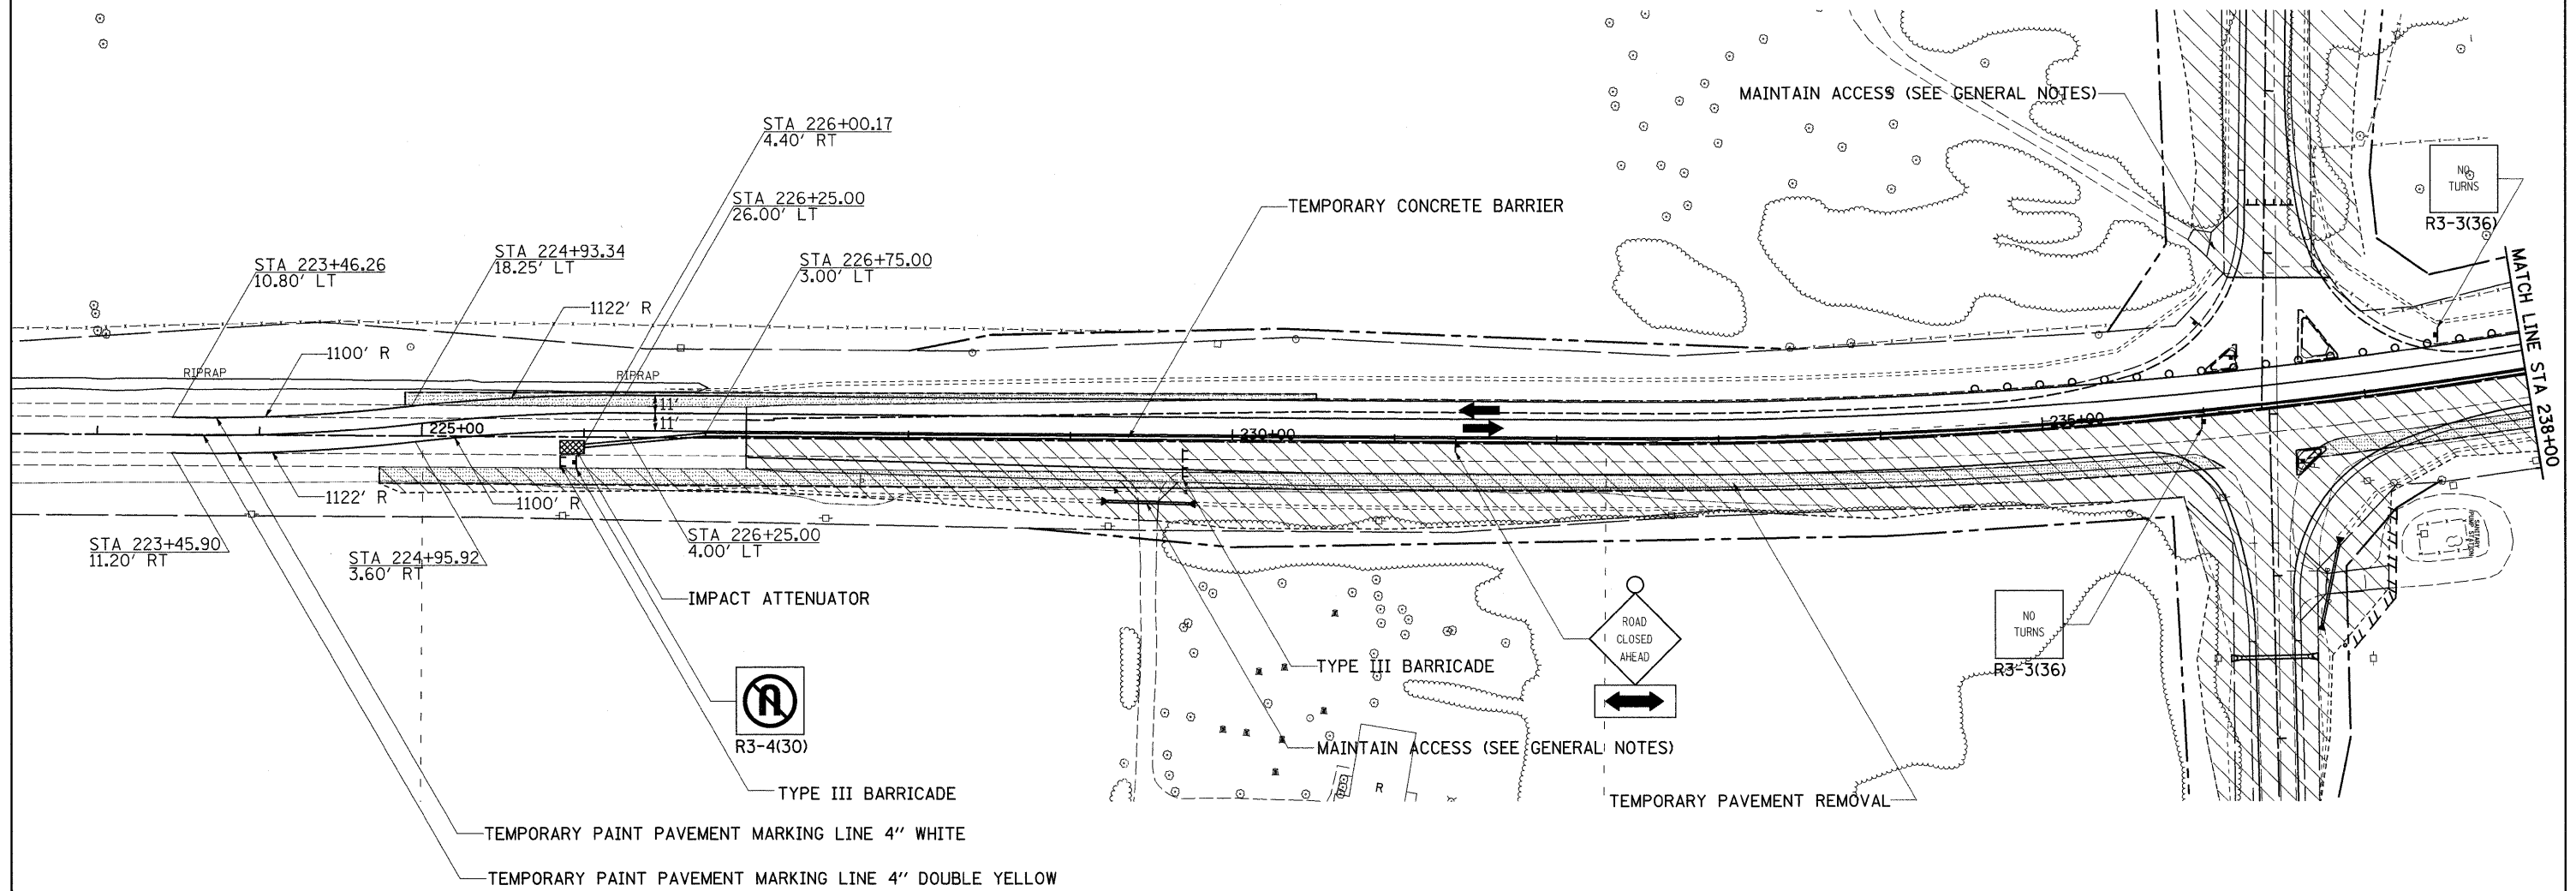 MAINTAIN ACCESS (SEE GENERAL NOTES)
STA 226+00.17
4.40' RT
NO
TURNS
R3-3(36)
STA 226+25.00
26.00' LT
TEMPORARY CONCRETE BARRIER
STA 224+93.34
18.25' LT
STA 226+75.00
3.00' LT
STA 223+46.26
10.80' LT
MATCH LINE STA 238+00
1122' R
1100' R
RIPRAP
RIPRAP
11'
11'
225+00
230+00
235+00
1122' R
1100' R
STA 223+45.90
11.20' RT
STA 224+95.92
3.60' RT
STA 226+25.00
4.00' LT
SANITARY
PUMP STATION
IMPACT ATTENUATOR
ROAD
CLOSED
AHEAD
NO
TURNS
R3-3(36)
TYPE III BARRICADE
R3-4(30)
MAINTAIN ACCESS (SEE GENERAL NOTES)
R
TYPE III BARRICADE
TEMPORARY PAVEMENT REMOVAL
TEMPORARY PAINT PAVEMENT MARKING LINE 4" WHITE
TEMPORARY PAINT PAVEMENT MARKING LINE 4" DOUBLE YELLOW